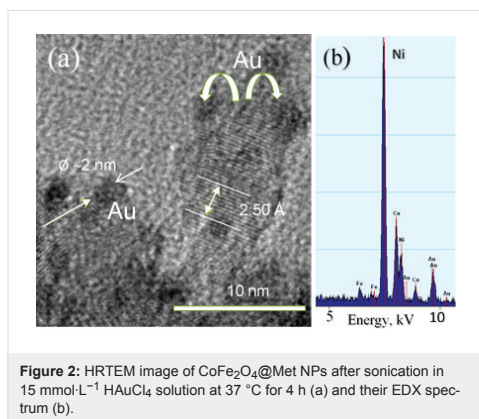 (a)
Au
ø ~2 nm
Au
2.50 Å
10 nm
(b)
Ni
Cu
Ni
Fe
Fe
Au
Cu
Au
Au
Au
5
Energy, kV
10
Figure 2: HRTEM image of CoFe₂O₄@Met NPs after sonication in
15 mmol·L⁻¹ HAuCl₄ solution at 37 °C for 4 h (a) and their EDX spec-
trum (b).